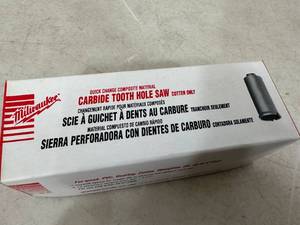 Milwaukee
QUICK CHANGE COMPOSITE MATERIAL
CARBIDE TOOTH HOLE SAW CUTTER ONLY
CHANGEMENT RAPIDE POUR MATÉRIAUX COMPOSÉS
SCIE À GUICHET À DENTS AU CARBURE TRANCHOIR SEULEMENT
MATERIAL COMPUESTO DE CAMBIO RÁPIDO
SIERRA PERFORADORA CON DIENTES DE CARBURO CORTADORA SOLAMENTE